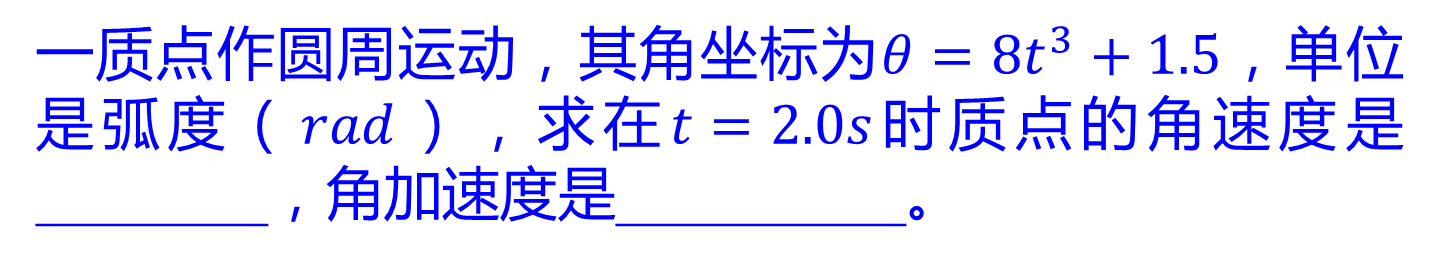 一质点作圆周运动，其角坐标为θ = 8t³ + 1.5，单位
是弧度（ rad ），求在t = 2.0s时质点的角速度是
________，角加速度是__________。